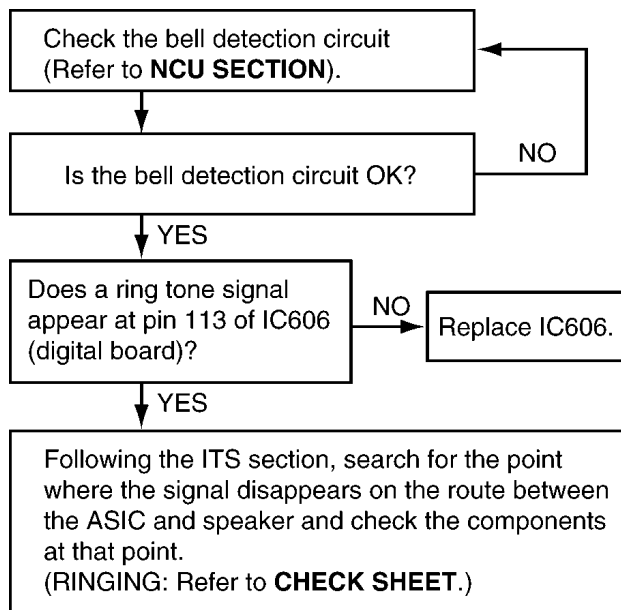 Check the bell detection circuit
(Refer to NCU SECTION).
NO
Is the bell detection circuit OK?
YES
Does a ring tone signal
appear at pin 113 of IC606
(digital board)?
NO
Replace IC606.
YES
Following the ITS section, search for the point
where the signal disappears on the route between
the ASIC and speaker and check the components
at that point.
(RINGING: Refer to CHECK SHEET.)